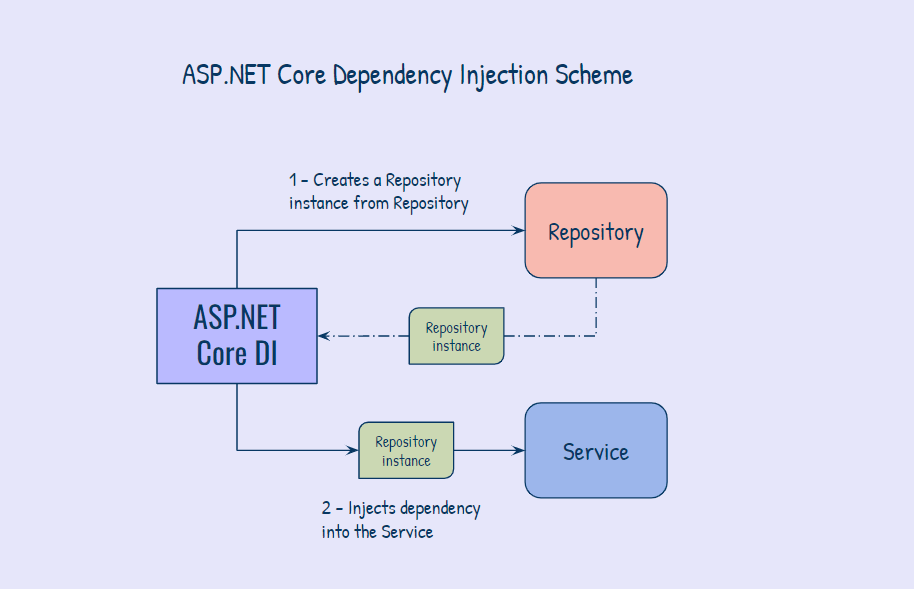 ASP.NET Core Dependency Injection Scheme
1 - Creates a Repository
instance from Repository
Repository
ASP.NET
Core DI
Repository
instance
Repository
instance
Service
2 - Injects dependency
into the Service